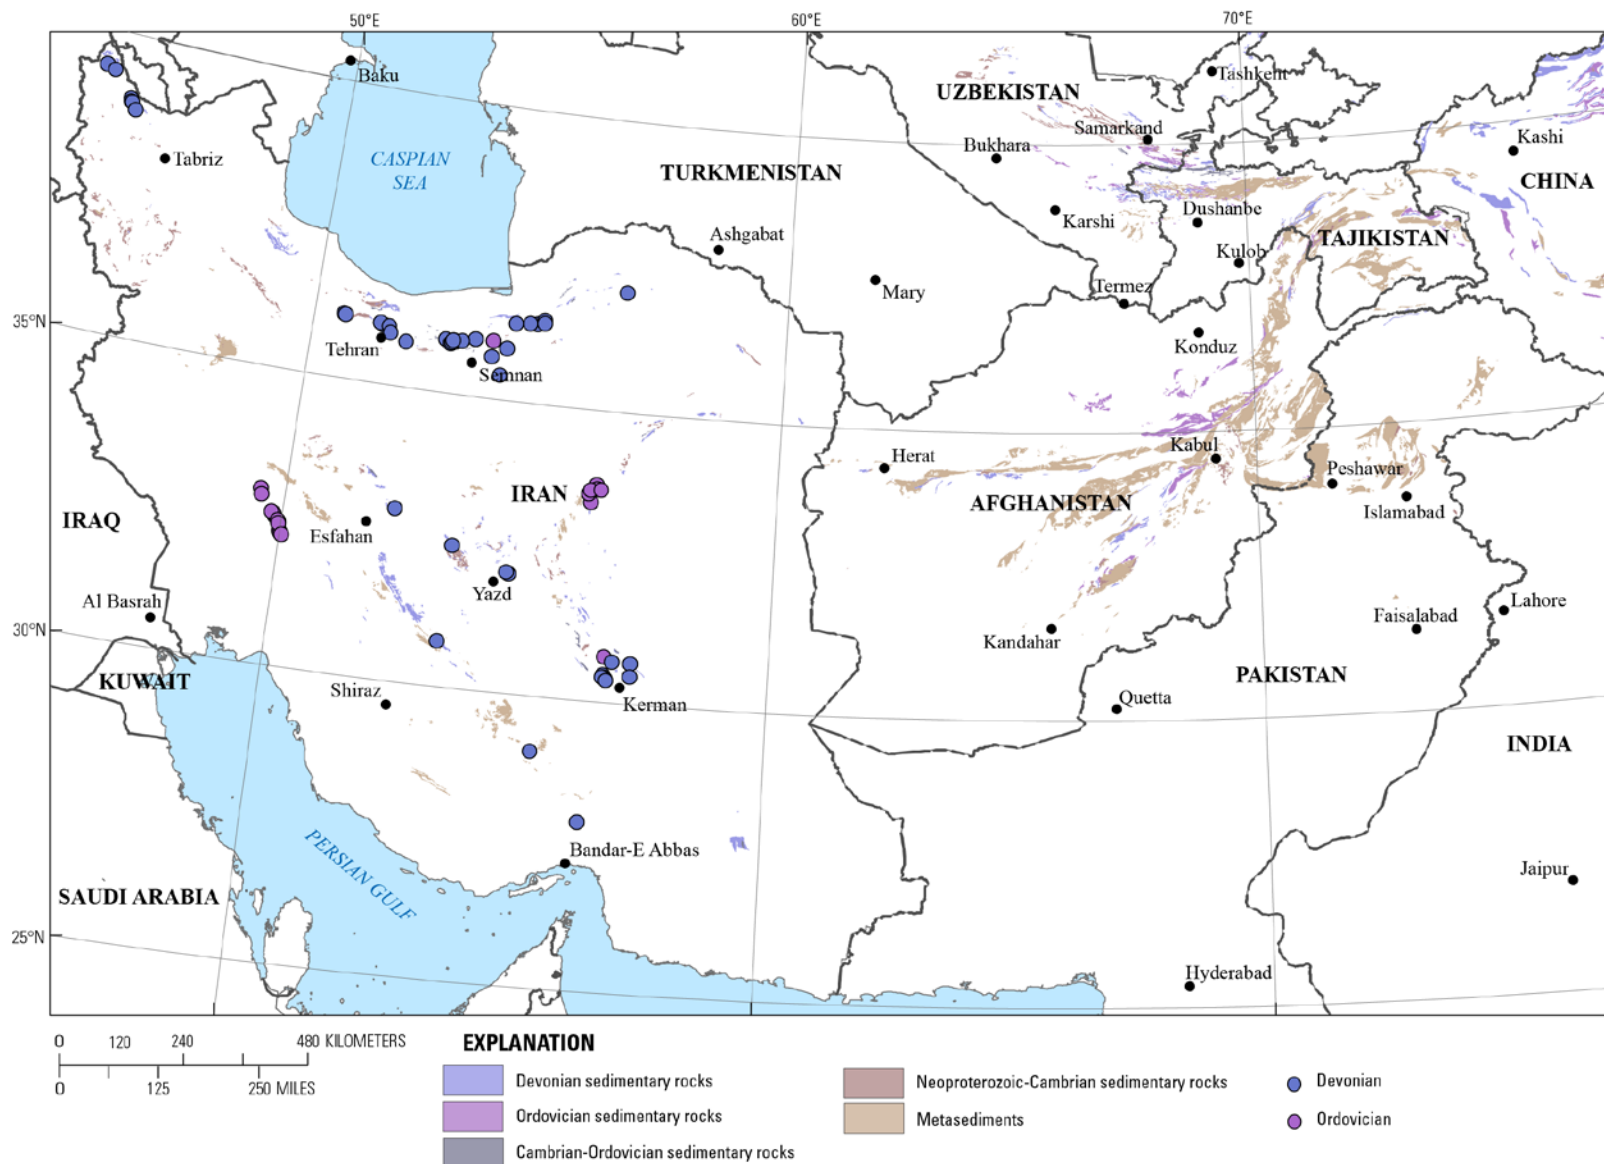 50°E
60°E
70°E
Baku
Tashkent
UZBEKISTAN
Samarkand
Kashi
Tabriz
CASPIAN
SEA
TURKMENISTAN
Bukhara
CHINA
Karshi
Dushanbe
Ashgabat
TAJIKISTAN
Kulob
Mary
Termez
35°N
Tehran
Konduz
Semnan
Herat
Kabul
Peshawar
IRAN
AFGHANISTAN
Islamabad
IRAQ
Esfahan
Yazd
Al Basrah
Lahore
Faisalabad
30°N
Kandahar
KUWAIT
PAKISTAN
Shiraz
Kerman
Quetta
INDIA
Bandar-E Abbas
PERSIAN GULF
Jaipur
SAUDI ARABIA
25°N
Hyderabad
0 120 240 480 KILOMETERS
0 125 250 MILES
EXPLANATION
Devonian sedimentary rocks
Ordovician sedimentary rocks
Cambrian-Ordovician sedimentary rocks
Neoproterozoic-Cambrian sedimentary rocks
Metasediments
Devonian
Ordovician